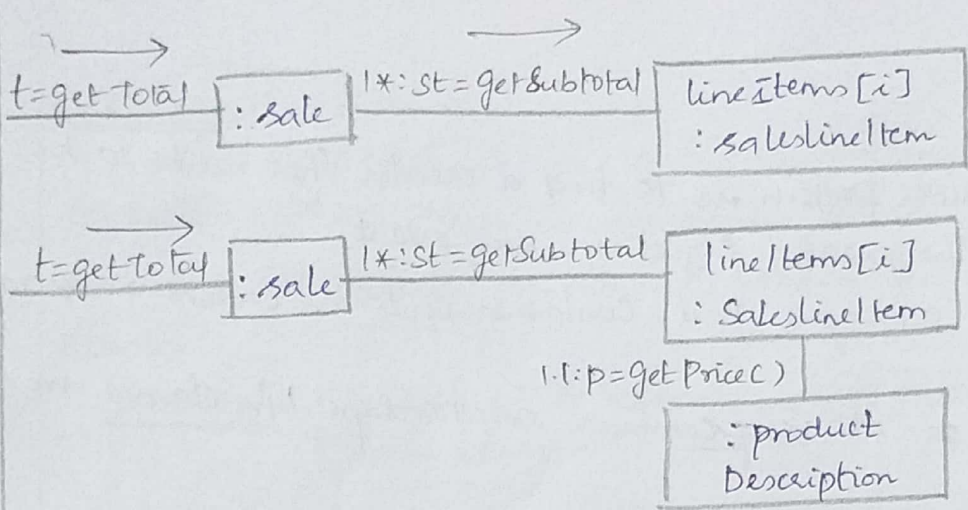 t=get Total
: sale
1*: st = getSubtotal
lineItems [i]
: saleslineItem
t=get Total
: sale
1*: st = getSubtotal
lineItems [i]
: SaleslineItem
1.1: p = get Price( )
: product
Description